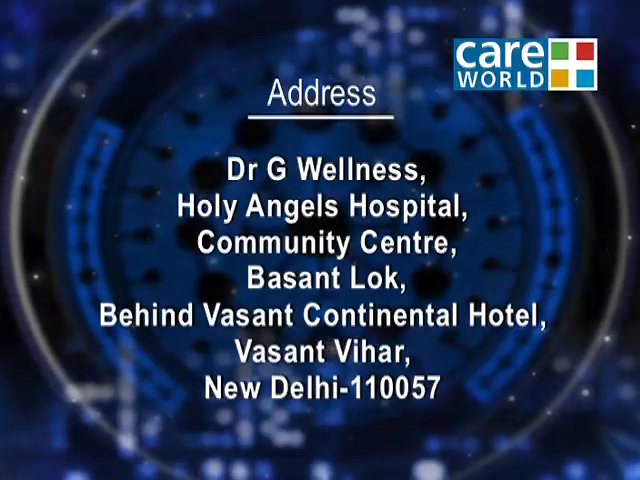 care
WORLD
Address
Dr G Wellness,
Holy Angels Hospital,
Community Centre,
Basant Lok,
Behind Vasant Continental Hotel,
Vasant Vihar,
New Delhi-110057